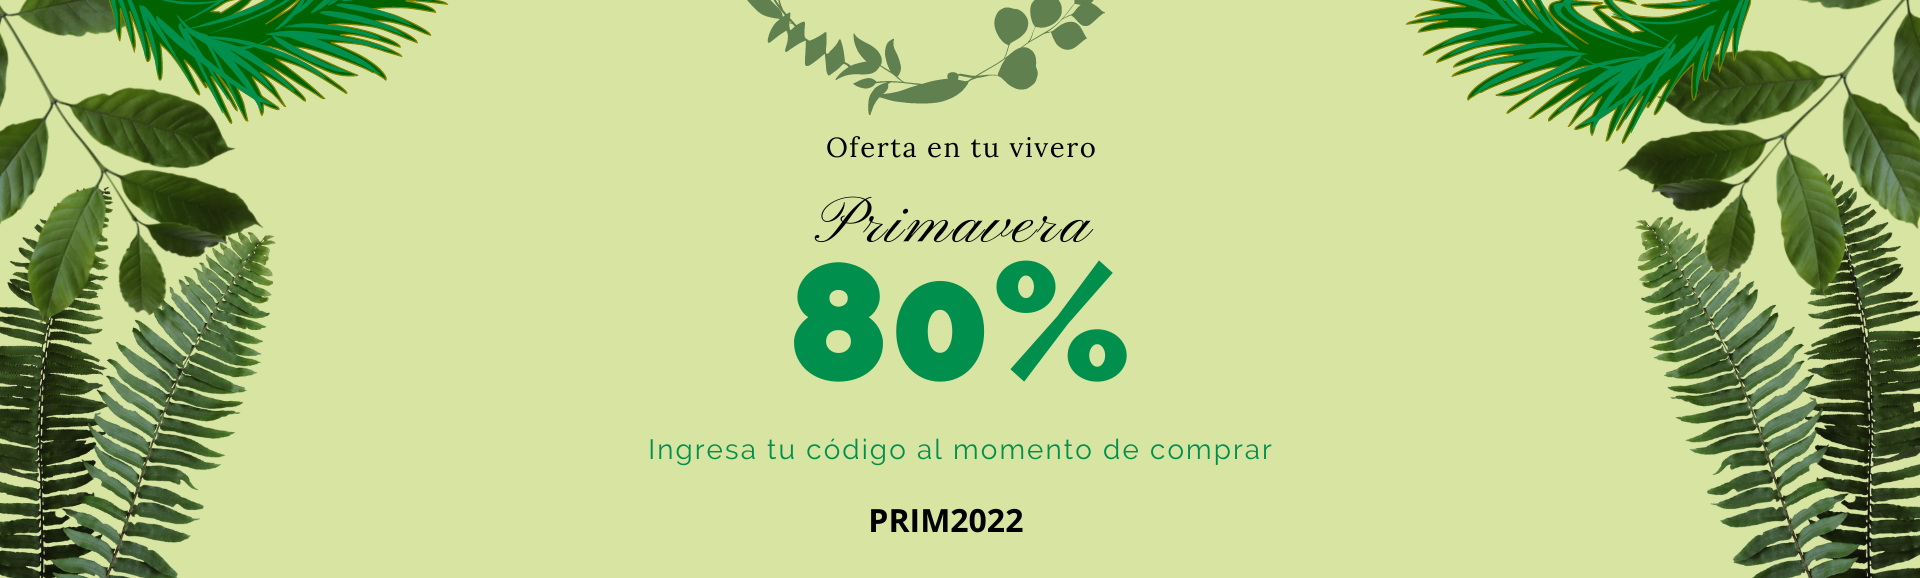 Oferta en tu vivero
Primavera
80%
Ingresa tu código al momento de comprar
PRIM2022